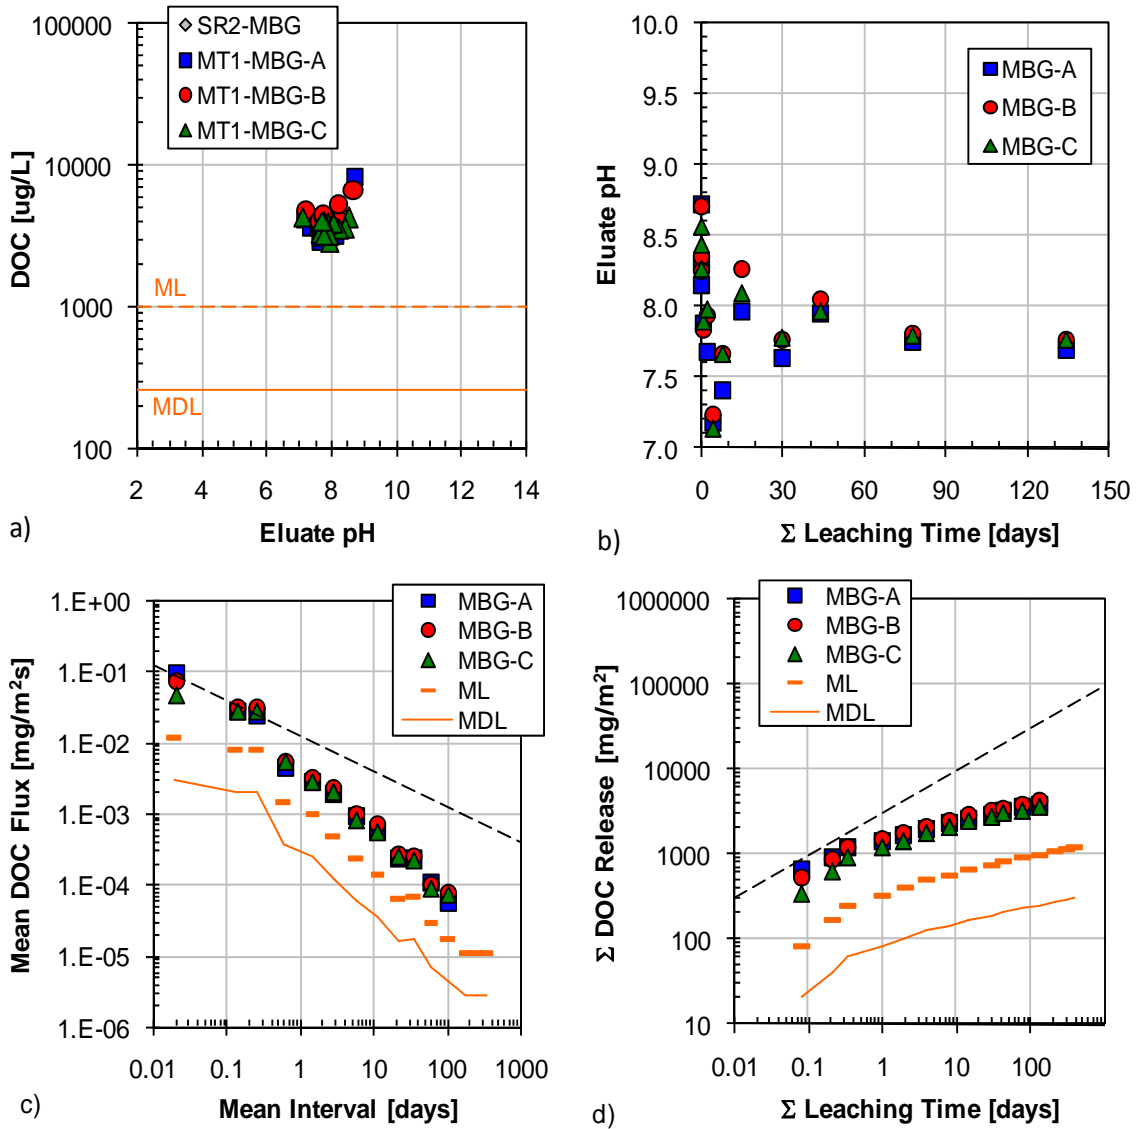 100000
10000
1000
100
DOC [ug/L]
SR2-MBG
MT1-MBG-A
MT1-MBG-B
MT1-MBG-C
ML
MDL
2 4 6 8 10 12 14
Eluate pH
a)
10.0
9.5
9.0
8.5
8.0
7.5
7.0
Eluate pH
MBG-A
MBG-B
MBG-C
0 30 60 90 120 150
Σ Leaching Time [days]
b)
1.E+00
1.E-01
1.E-02
1.E-03
1.E-04
1.E-05
1.E-06
Mean DOC Flux [mg/m²s]
MBG-A
MBG-B
MBG-C
ML
MDL
0.01 0.1 1 10 100 1000
Mean Interval [days]
c)
1000000
100000
10000
1000
100
10
Σ DOC Release [mg/m²]
MBG-A
MBG-B
MBG-C
ML
MDL
0.01 0.1 1 10 100
Σ Leaching Time [days]
d)